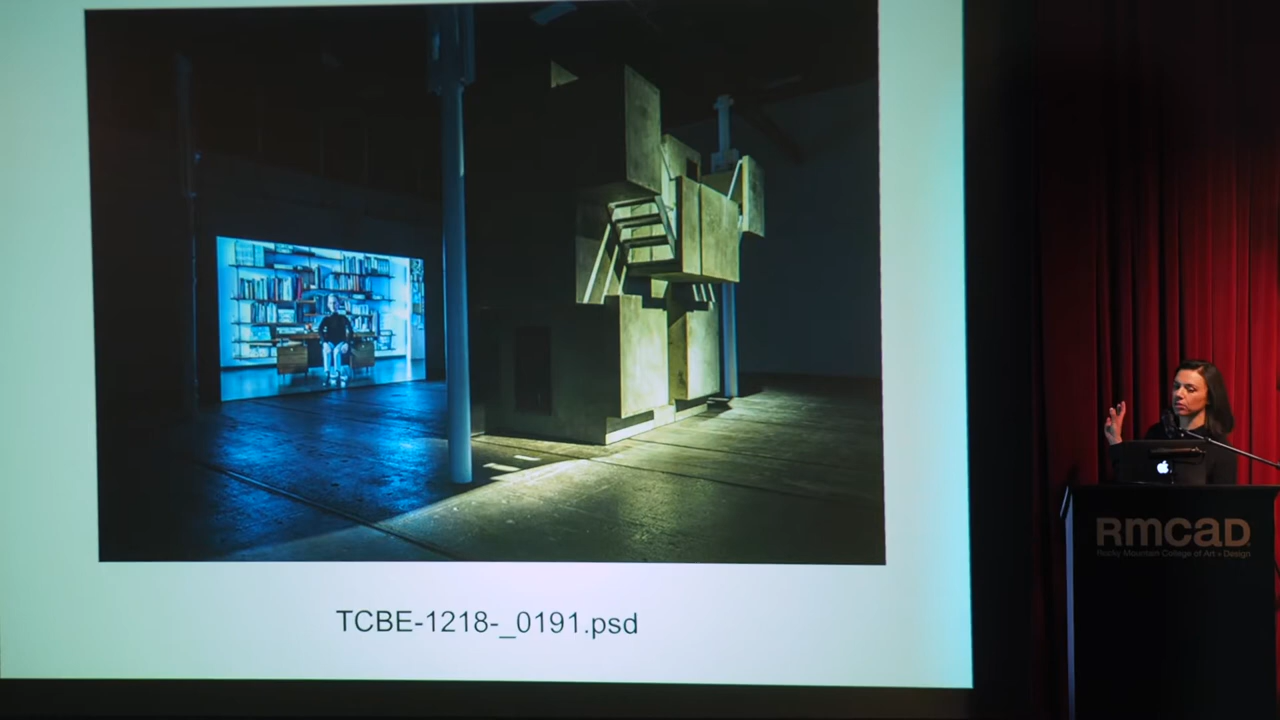 TCBE-1218-_0191.psd
RMCAD
Rocky Mountain College of Art + Design